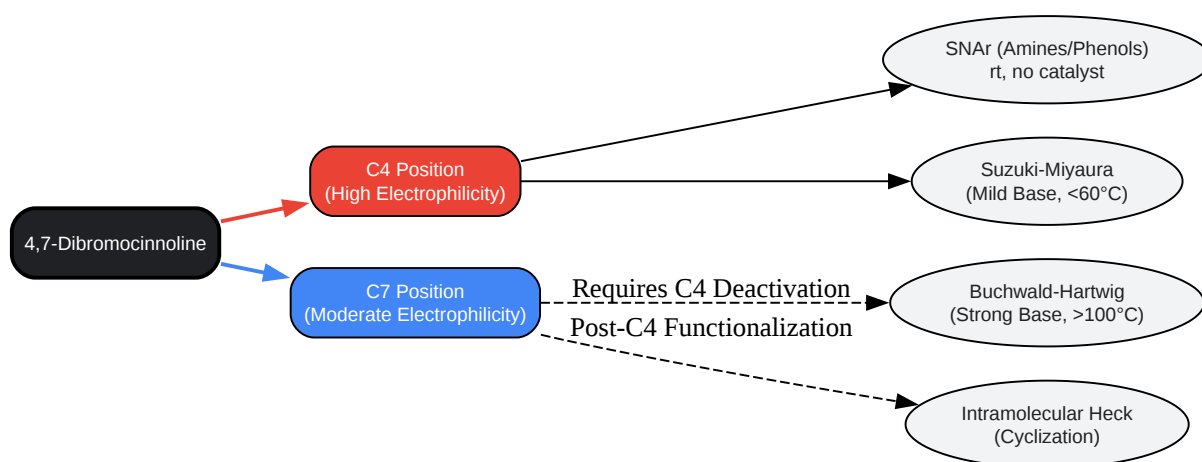 4,7-Dibromocinnoline
C4 Position
(High Electrophilicity)
C7 Position
(Moderate Electrophilicity)
Requires C4 Deactivation
Post-C4 Functionalization
SNAr (Amines/Phenols)
rt, no catalyst
Suzuki-Miyaura
(Mild Base, <60°C)
Buchwald-Hartwig
(Strong Base, >100°C)
Intramolecular Heck
(Cyclization)